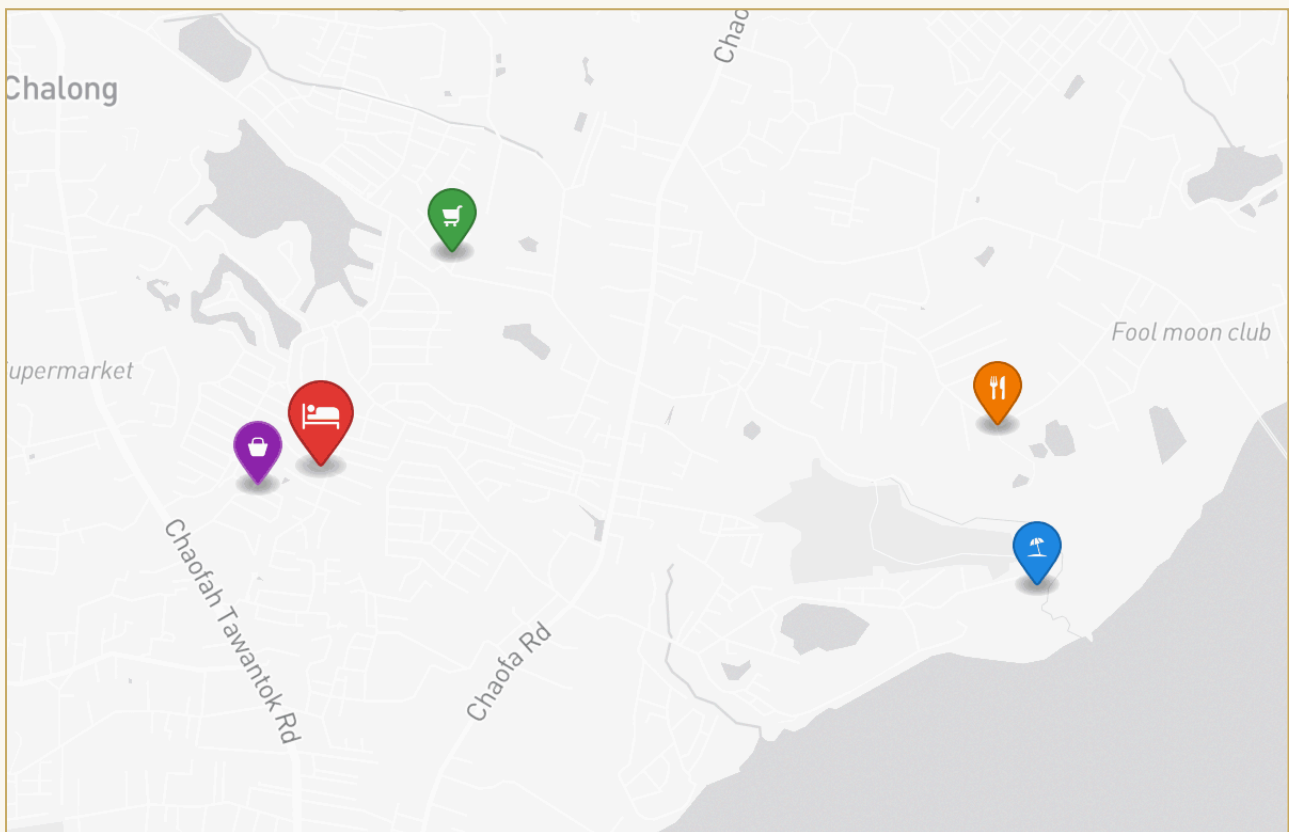 Chao
Chalong
Fool moon club
upermarket
Chaofah Tawantok Rd
Chaofa Rd